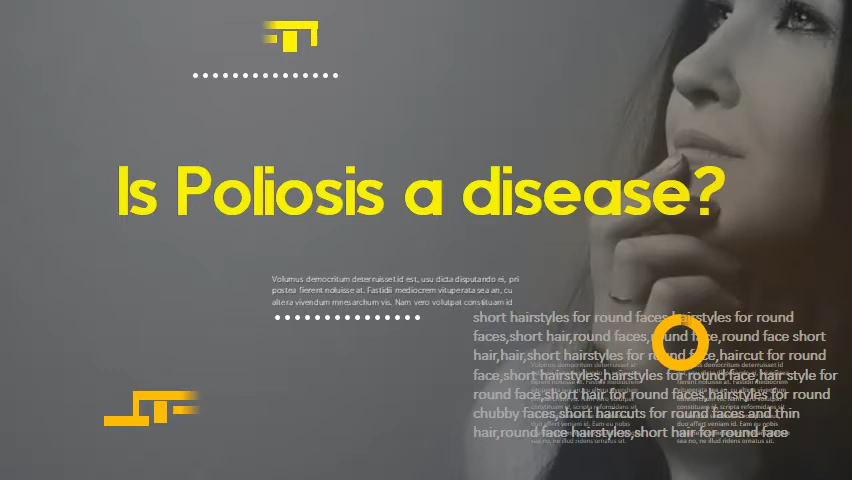 Is Poliosis a disease?
Volumus democritum deterruisset id est, usu dicta disputando ei, pri
postea fierent noluisse at. Fastidii mediocrem vituperata sea an, cu
altera vivendum mnesarchum vis. Nam vero volutpat constituam id
short hairstyles for round faces,hairstyles for round
faces,short hair,round faces,round face,round face short
hair,hair,short hairstyles for round face,haircut for round
face,short hairstyles,hairstyles for round face,hair style for
round face,short hair for round face,short hairstyles for round
chubby faces,short haircuts for round faces and thin
hair,round face hairstyles,short hair for round face